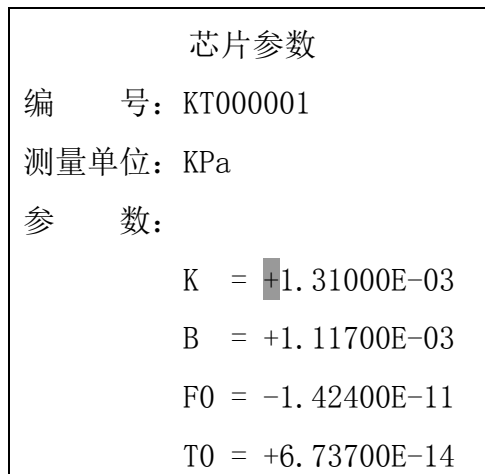 芯片参数
编　　号：KT000001
测量单位：KPa
参　　数：
K = +1.31000E-03
B = +1.11700E-03
F0 = -1.42400E-11
T0 = +6.73700E-14